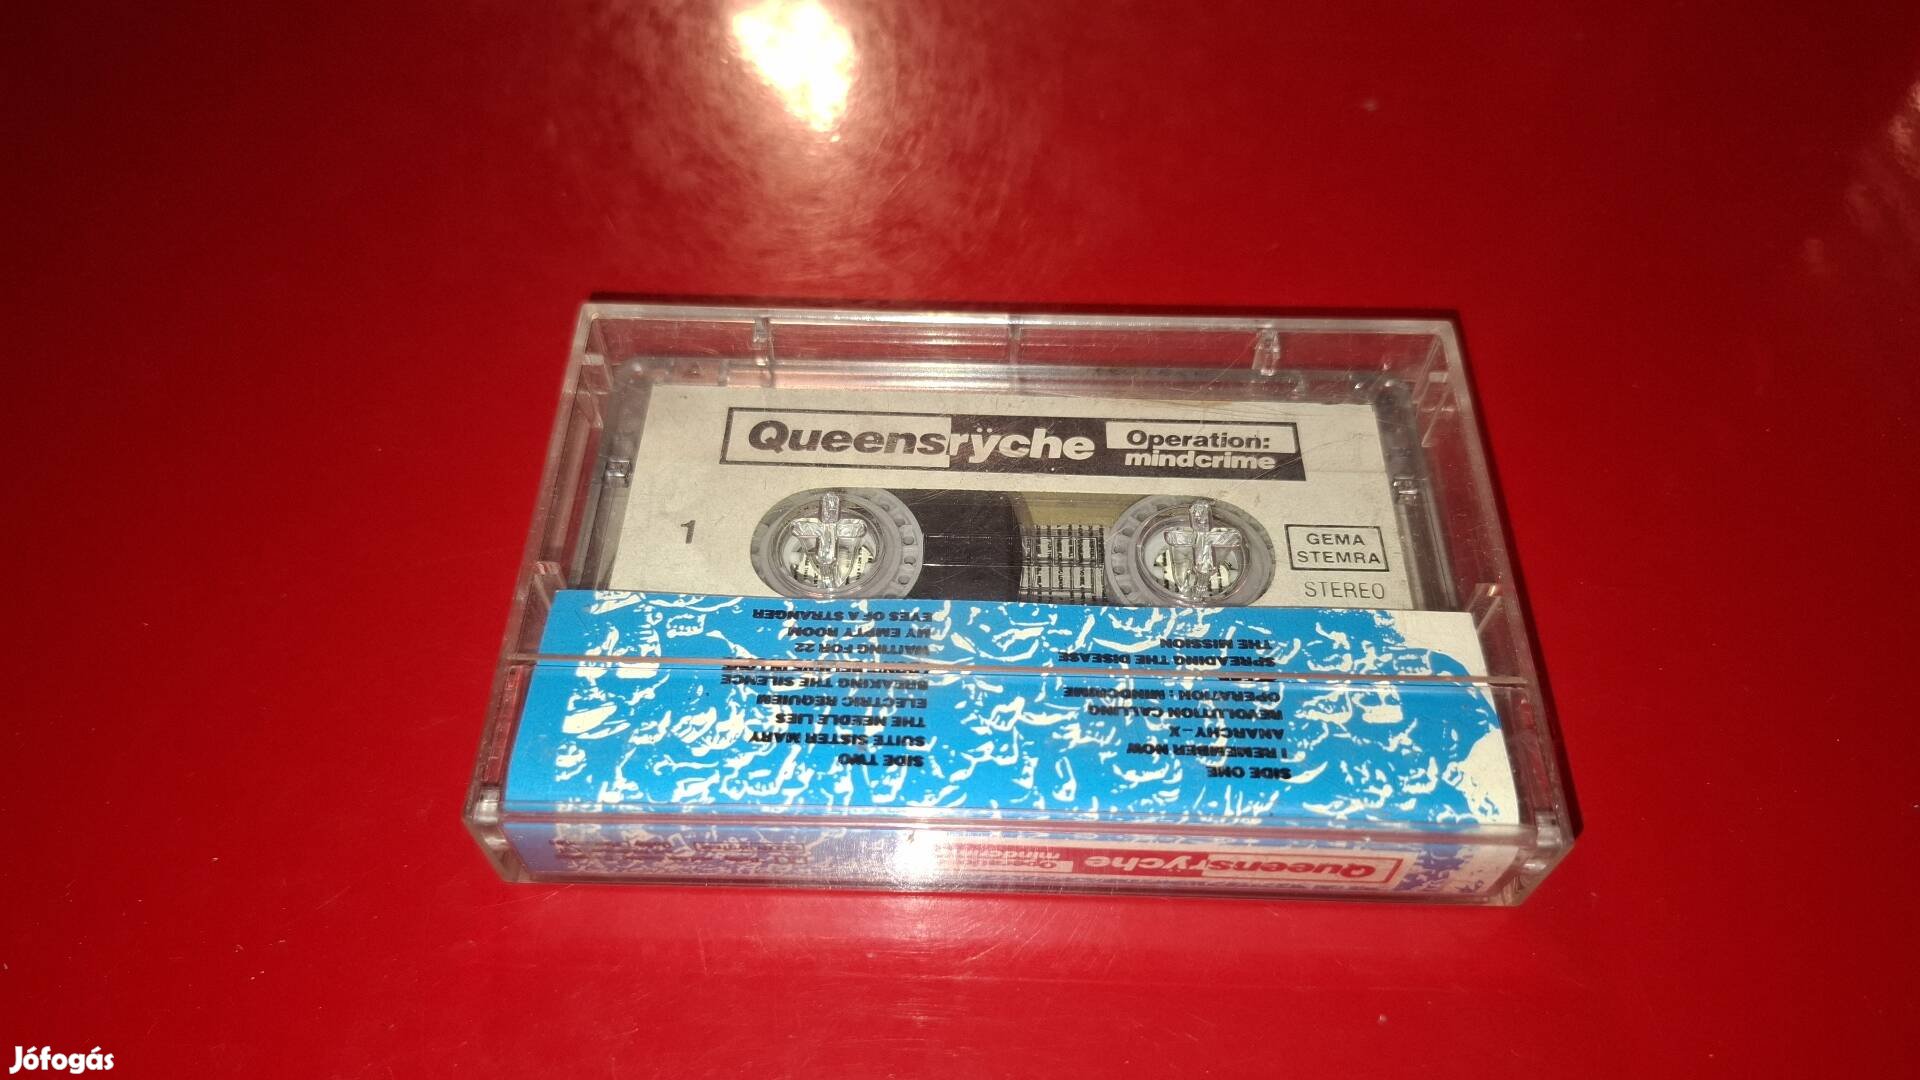 Queensrÿche
Operation:
mindcrime
1
GEMA
STEMRA
STEREO
SIDE ONE
I REMEMBER NOW
ANARCHY-X
REVOLUTION CALLING
OPERATION: MINDCRIME
SPREADING THE DISEASE
THE MISSION
SIDE TWO
SUITE SISTER MARY
THE NEEDLE LIES
ELECTRIC REQUIEM
BREAKING THE SILENCE
WAITING FOR 22
MY EMPTY ROOM
EYES OF A STRANGER
Queensrÿche
mindcrime
Jófogás